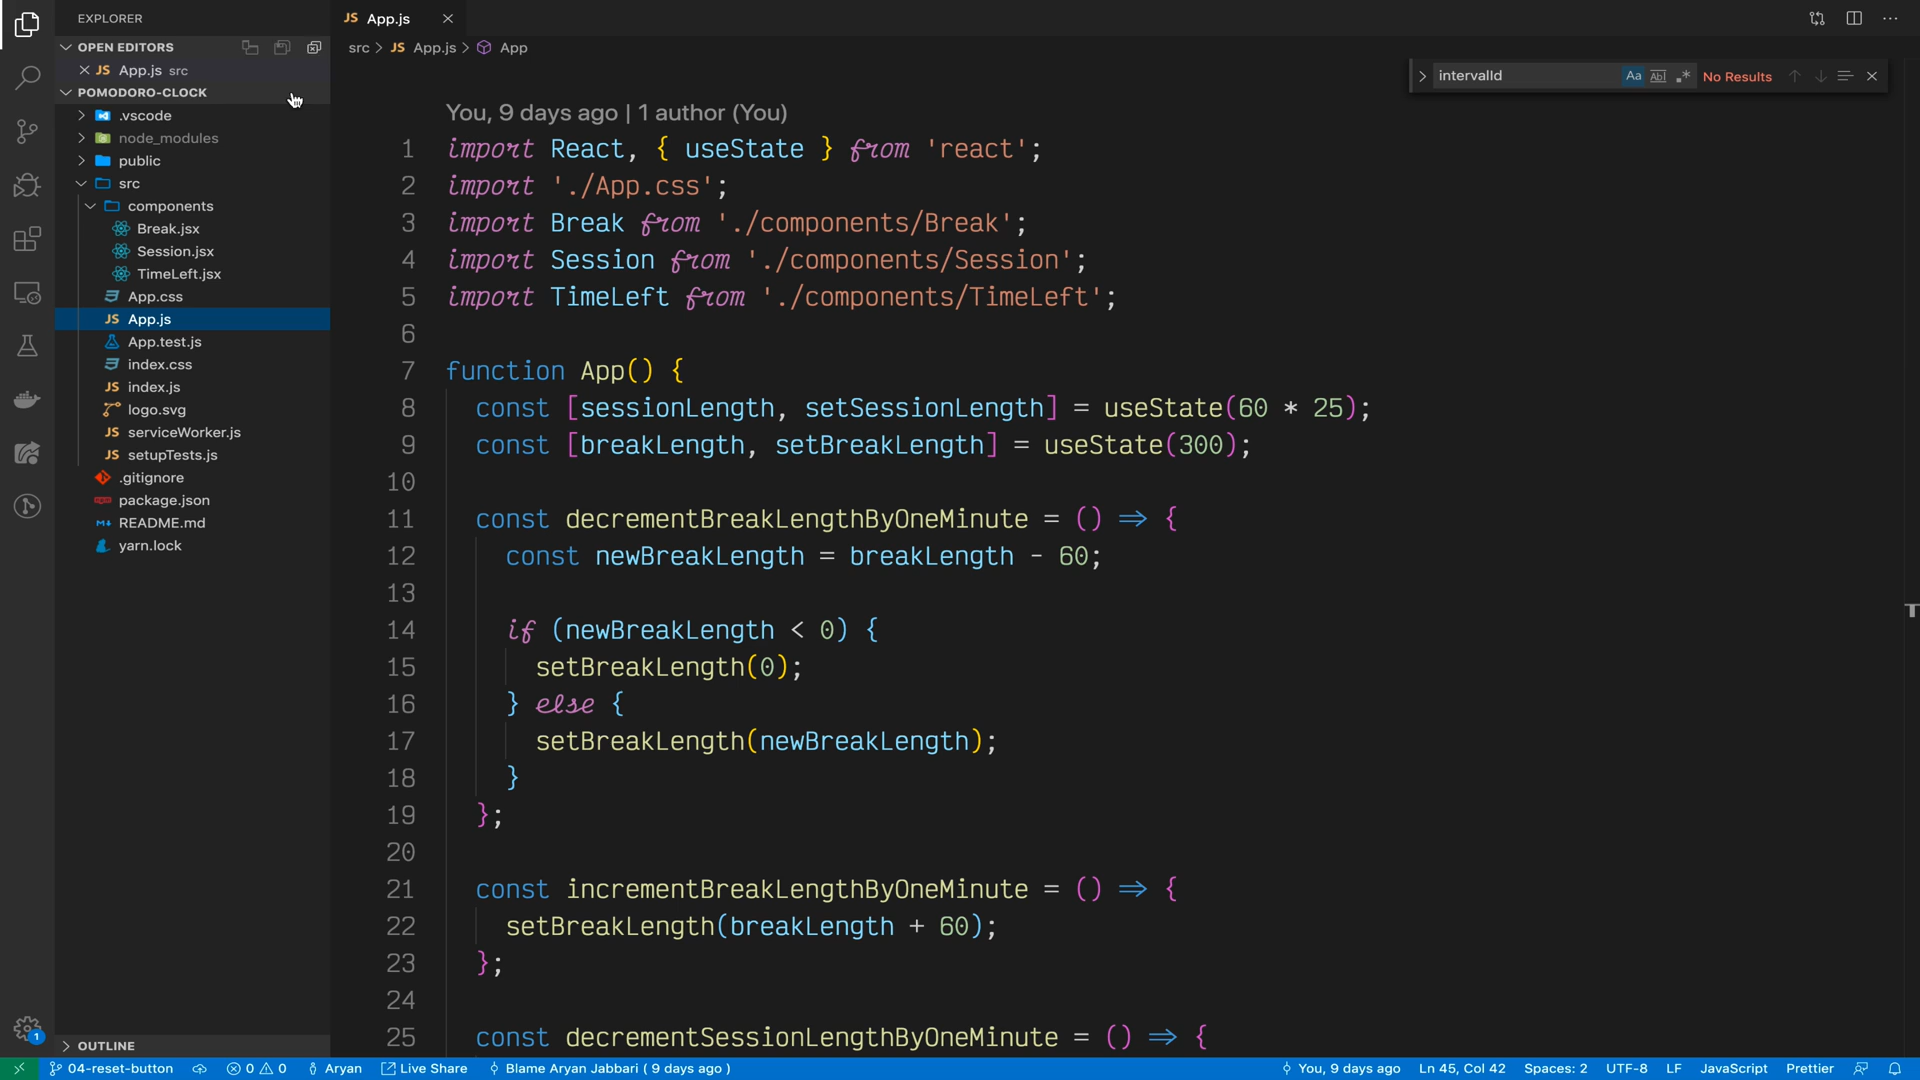 EXPLORER
OPEN EDITORS
App.js src
POMODORO-CLOCK
.vscode
node_modules
public
src
components
Break.jsx
Session.jsx
TimeLeft.jsx
App.css
JS App.js
App.test.js
index.css
JS index.js
logo.svg
JS serviceWorker.js
JS setupTests.js
.gitignore
package.json
README.md
yarn.lock
OUTLINE
JS App.js
src > JS App.js > App
intervalId Aa Abl .* No Results
You, 9 days ago | 1 author (You)
1 import React, { useState } from 'react';
2 import './App.css';
3 import Break from './components/Break';
4 import Session from './components/Session';
5 import TimeLeft from './components/TimeLeft';
6
7 function App() {
8 const [sessionLength, setSessionLength] = useState(60 * 25);
9 const [breakLength, setBreakLength] = useState(300);
10
11 const decrementBreakLengthByOneMinute = () => {
12 const newBreakLength = breakLength - 60;
13
14 if (newBreakLength < 0) {
15 setBreakLength(0);
16 } else {
17 setBreakLength(newBreakLength);
18 }
19 };
20
21 const incrementBreakLengthByOneMinute = () => {
22 setBreakLength(breakLength + 60);
23 };
24
25 const decrementSessionLengthByOneMinute = () => {
1
04-reset-button 0 0 Aryan Live Share Blame Aryan Jabbari ( 9 days ago ) You, 9 days ago Ln 45, Col 42 Spaces: 2 UTF-8 LF JavaScript Prettier